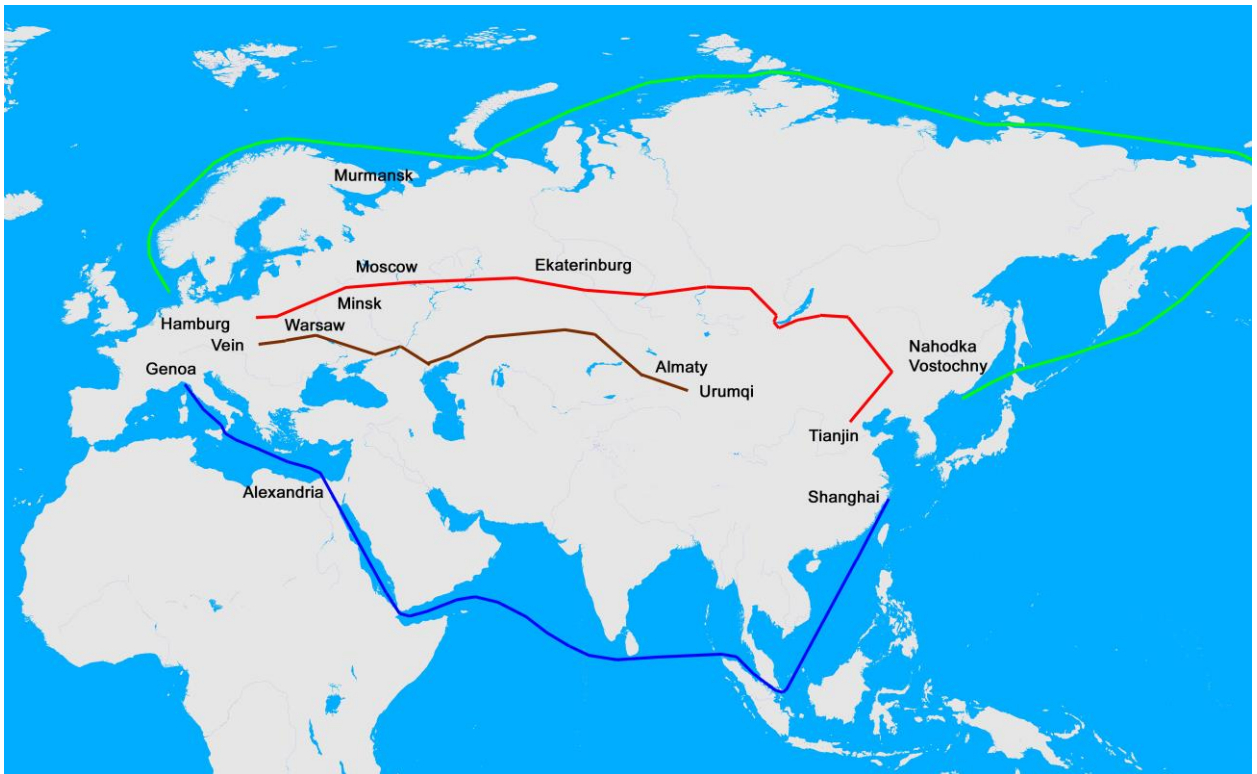 Murmansk
Ekaterinburg
Moscow
Minsk
Hamburg
Warsaw
Vein
Genoa
Nahodka
Vostochny
Almaty
Urumqi
Tianjin
Alexandria
Shanghai